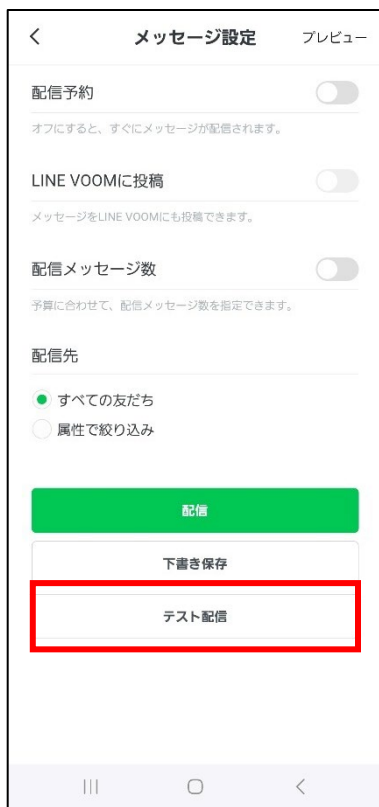 メッセージ設定 プレビュー
配信予約
オフにすると、すぐにメッセージが配信されます。
LINE VOOMに投稿
メッセージをLINE VOOMにも投稿できます。
配信メッセージ数
予算に合わせて、配信メッセージ数を指定できます。
配信先
すべての友だち
属性で絞り込み
配信
下書き保存
テスト配信